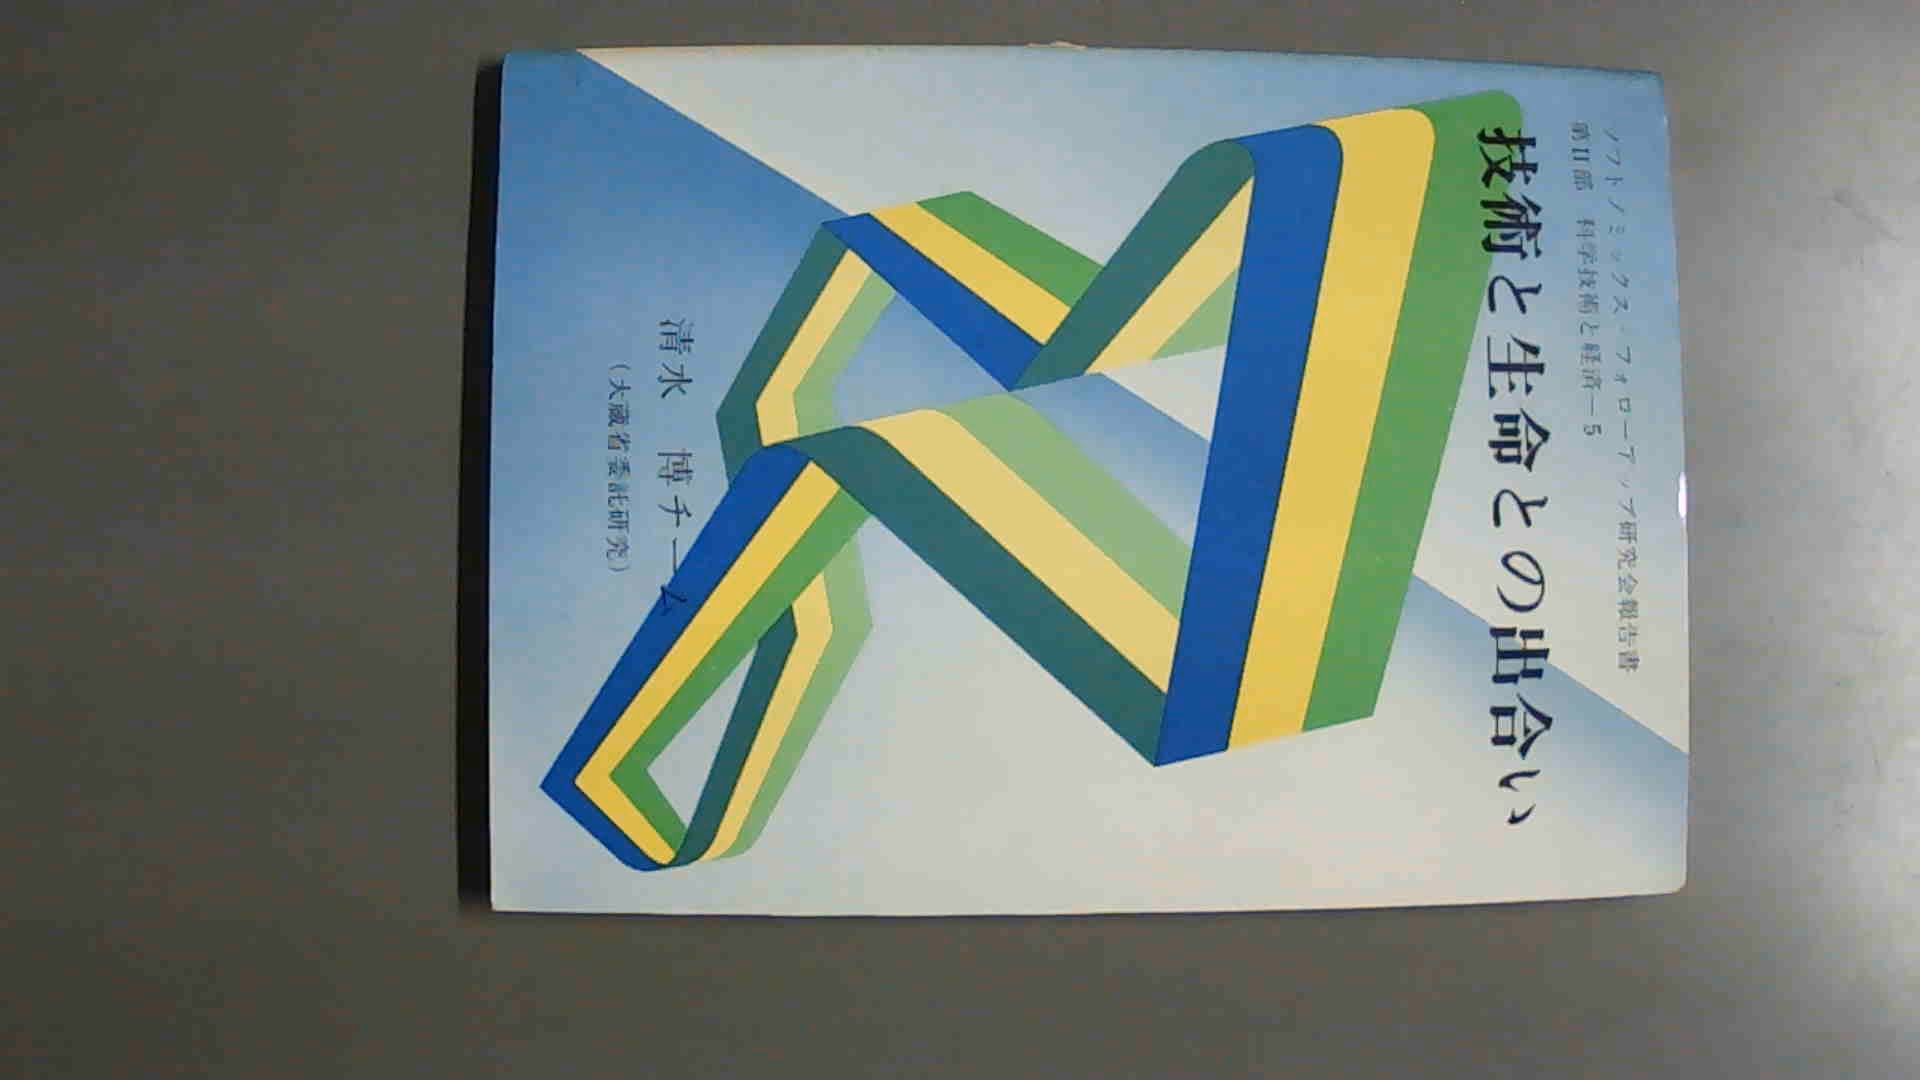 ソフトノミックス・フォローアップ研究会報告書
第II部 科学技術と経済—5
技術と生命との出合い
清水 博チーム
(大蔵省委託研究)